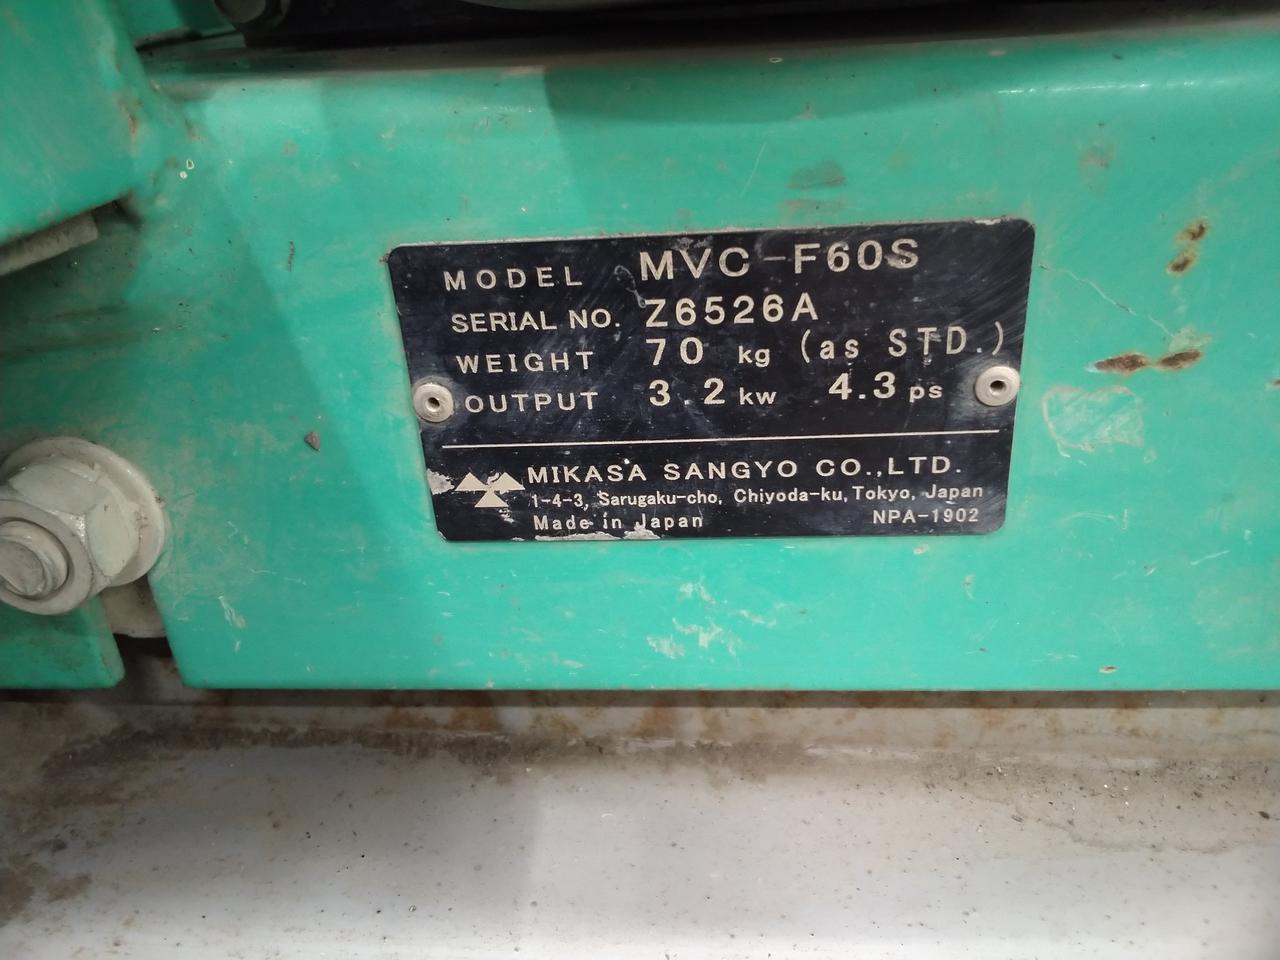 MODEL MVC-F60S
SERIAL NO. Z6526A
WEIGHT 70 kg (as STD.)
OUTPUT 3.2 kw 4.3 ps
MIKASA SANGYO CO.,LTD.
1-4-3, Sarugaku-cho, Chiyoda-ku, Tokyo, Japan
Made in Japan NPA-1902